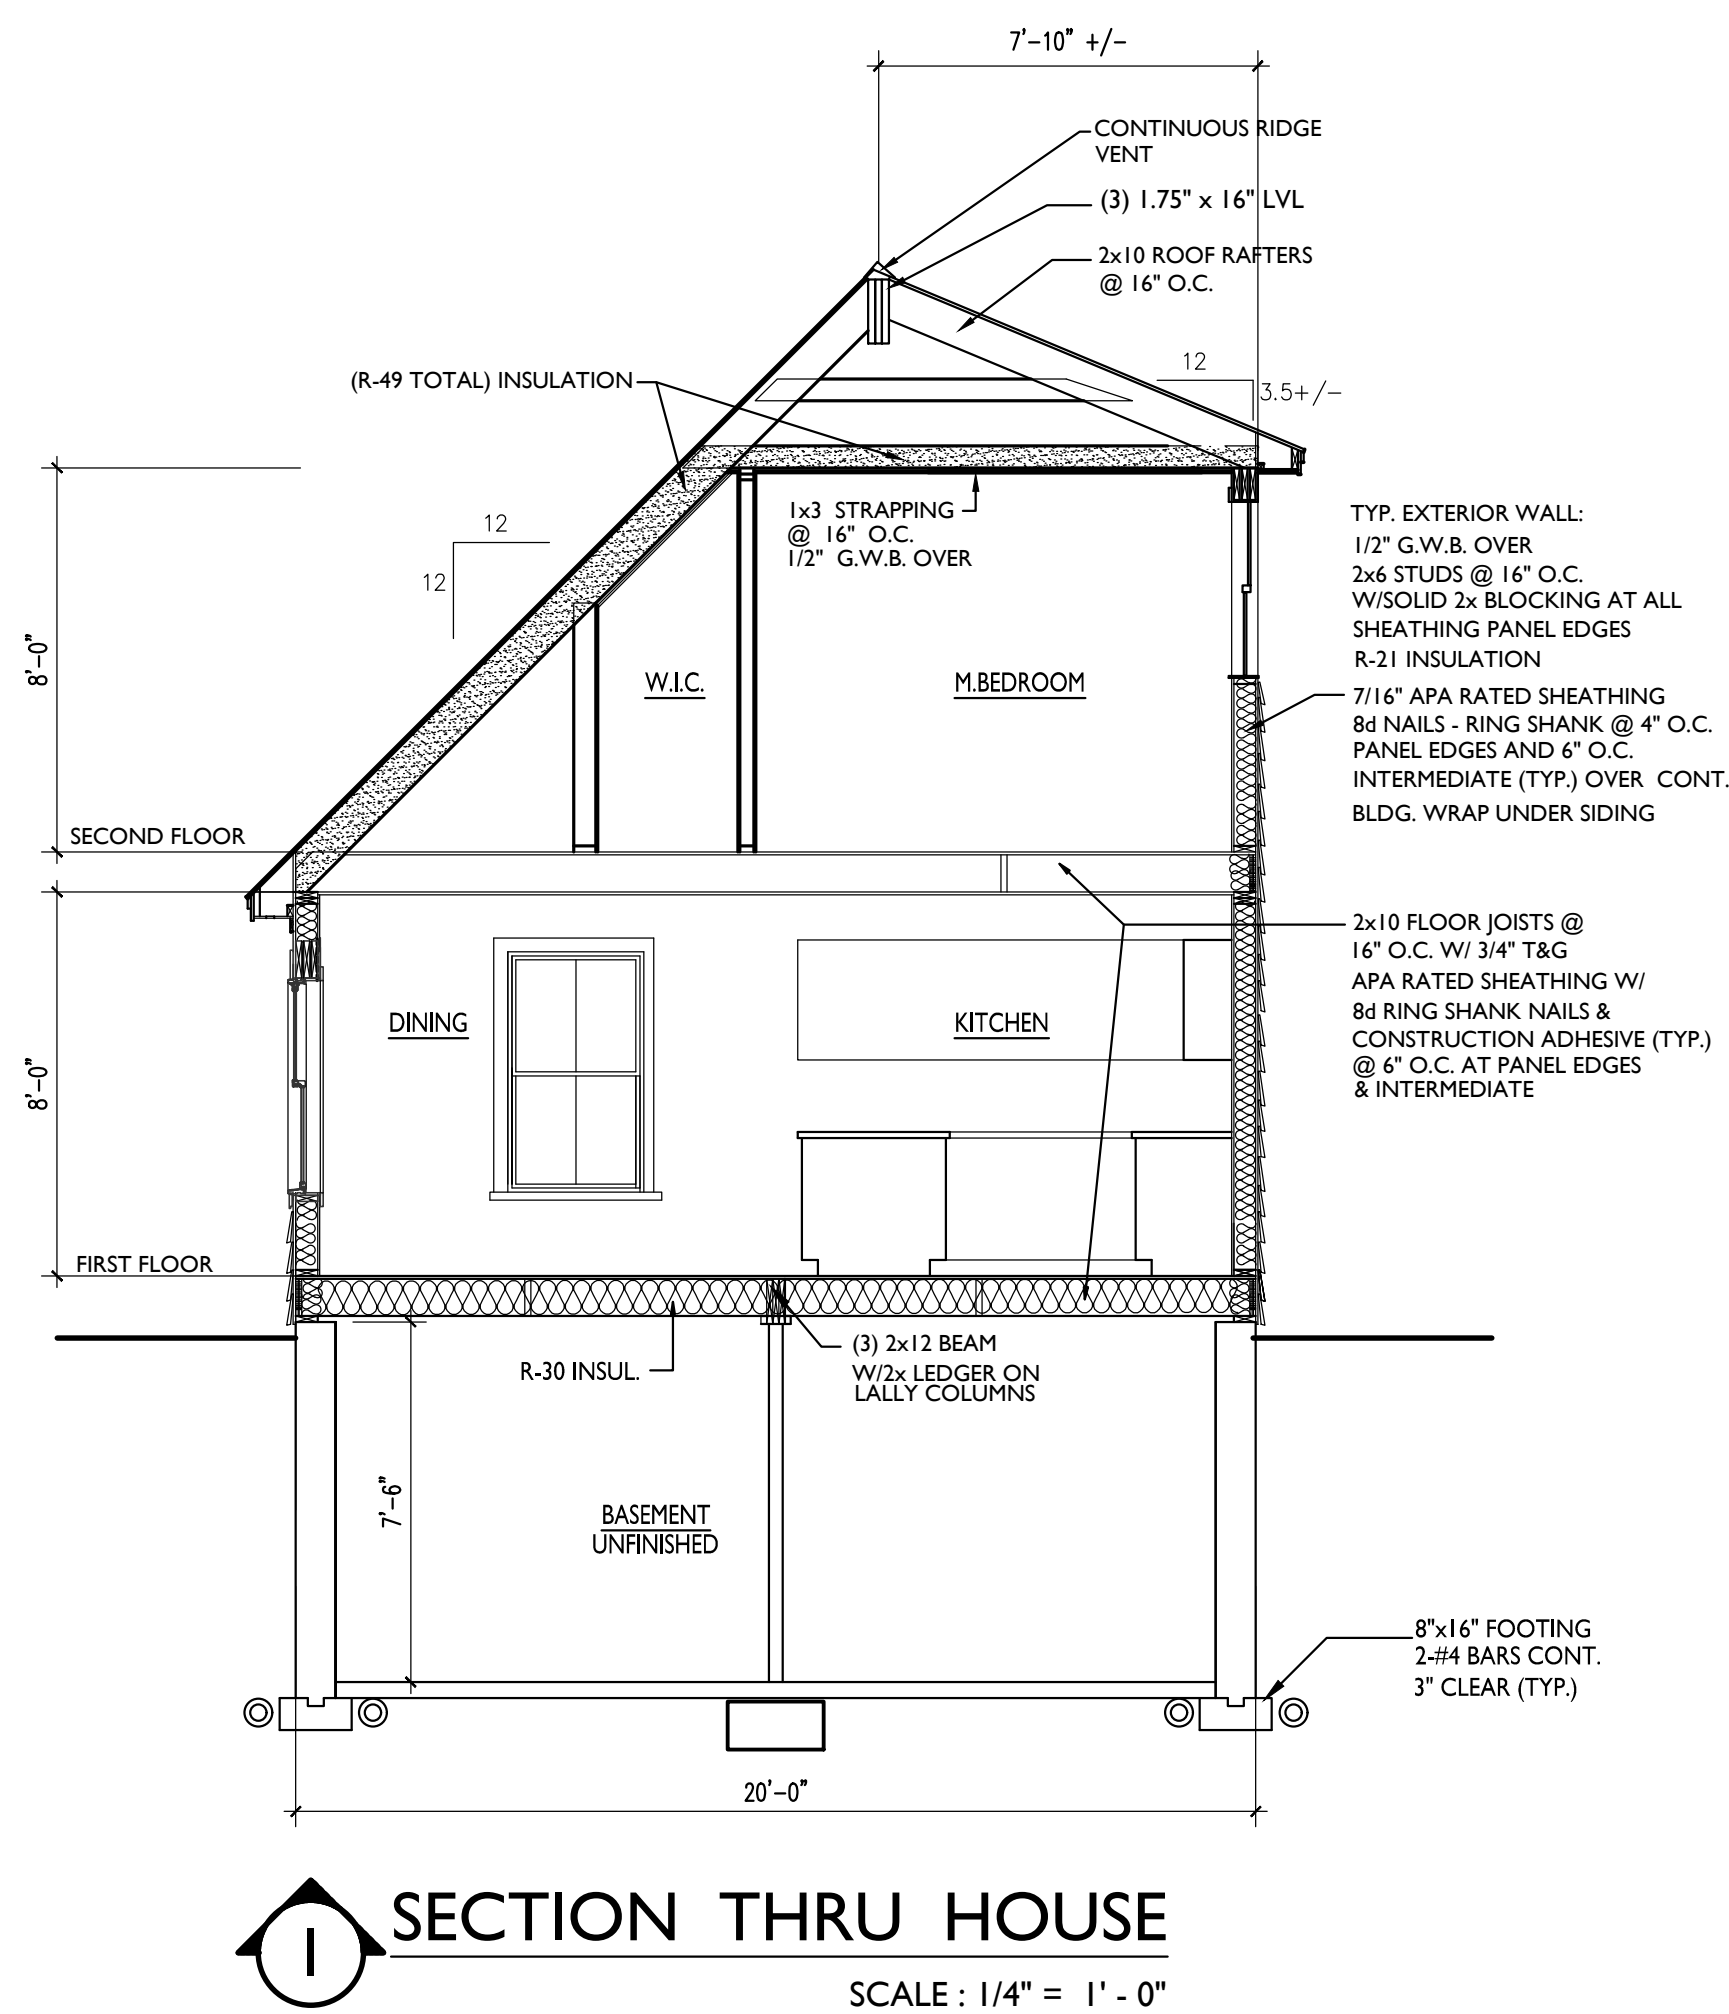 7'-10" +/-
CONTINUOUS RIDGE
VENT
(3) 1.75" x 16" LVL
2x10 ROOF RAFTERS
@ 16" O.C.
12
3.5+/-
(R-49 TOTAL) INSULATION
1x3 STRAPPING
@ 16" O.C.
1/2" G.W.B. OVER
12
12
8'-0"
TYP. EXTERIOR WALL:
1/2" G.W.B. OVER
2x6 STUDS @ 16" O.C.
W/SOLID 2x BLOCKING AT ALL
SHEATHING PANEL EDGES
R-21 INSULATION
7/16" APA RATED SHEATHING
8d NAILS - RING SHANK @ 4" O.C.
PANEL EDGES AND 6" O.C.
INTERMEDIATE (TYP.) OVER CONT.
BLDG. WRAP UNDER SIDING
W.I.C.
M.BEDROOM
SECOND FLOOR
2x10 FLOOR JOISTS @
16" O.C. W/ 3/4" T&G
APA RATED SHEATHING W/
8d RING SHANK NAILS &
CONSTRUCTION ADHESIVE (TYP.)
@ 6" O.C. AT PANEL EDGES
& INTERMEDIATE
DINING
KITCHEN
8'-0"
FIRST FLOOR
R-30 INSUL.
(3) 2x12 BEAM
W/2x LEDGER ON
LALLY COLUMNS
7'-6"
BASEMENT
UNFINISHED
8"x16" FOOTING
2-#4 BARS CONT.
3" CLEAR (TYP.)
20'-0"
1
SECTION THRU HOUSE
SCALE : 1/4" = 1' - 0"